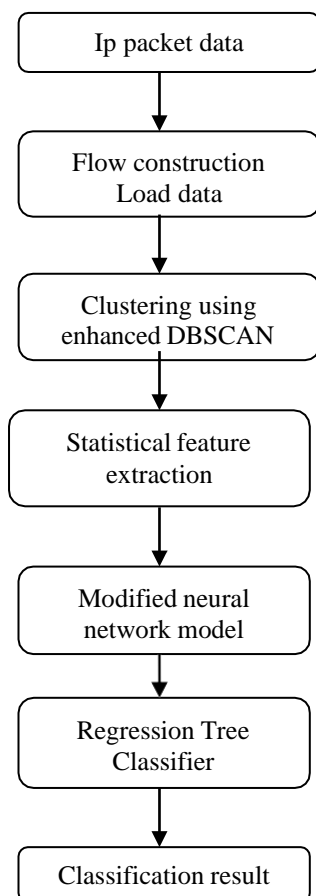 Ip packet data
Flow construction
Load data
Clustering using
enhanced DBSCAN
Statistical feature
extraction
Modified neural
network model
Regression Tree
Classifier
Classification result